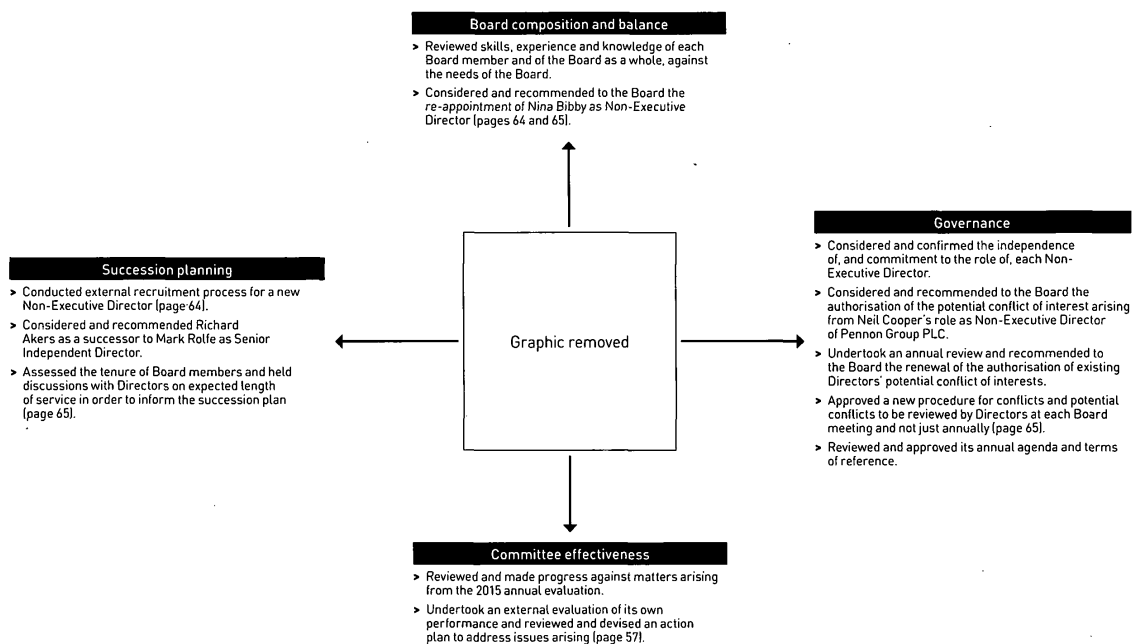 Board composition and balance
> Reviewed skills, experience and knowledge of each
Board member and of the Board as a whole, against
the needs of the Board.
> Considered and recommended to the Board the
re-appointment of Nina Bibby as Non-Executive
Director (pages 64 and 65).
Succession planning
> Conducted external recruitment process for a new
Non-Executive Director (page 64).
> Considered and recommended Richard
Akers as a successor to Mark Rolfe as Senior
Independent Director.
> Assessed the tenure of Board members and held
discussions with Directors on expected length
of service in order to inform the succession plan
(page 65).
Graphic removed
Governance
> Considered and confirmed the independence
of, and commitment to the role of, each Non-
Executive Director.
> Considered and recommended to the Board the
authorisation of the potential conflict of interest arising
from Neil Cooper's role as Non-Executive Director
of Pennon Group PLC.
> Undertook an annual review and recommended to
the Board the renewal of the authorisation of existing
Directors' potential conflict of interests.
> Approved a new procedure for conflicts and potential
conflicts to be reviewed by Directors at each Board
meeting and not just annually (page 65).
> Reviewed and approved its annual agenda and terms
of reference.
Committee effectiveness
> Reviewed and made progress against matters arising
from the 2015 annual evaluation.
> Undertook an external evaluation of its own
performance and reviewed and devised an action
plan to address issues arising (page 57).